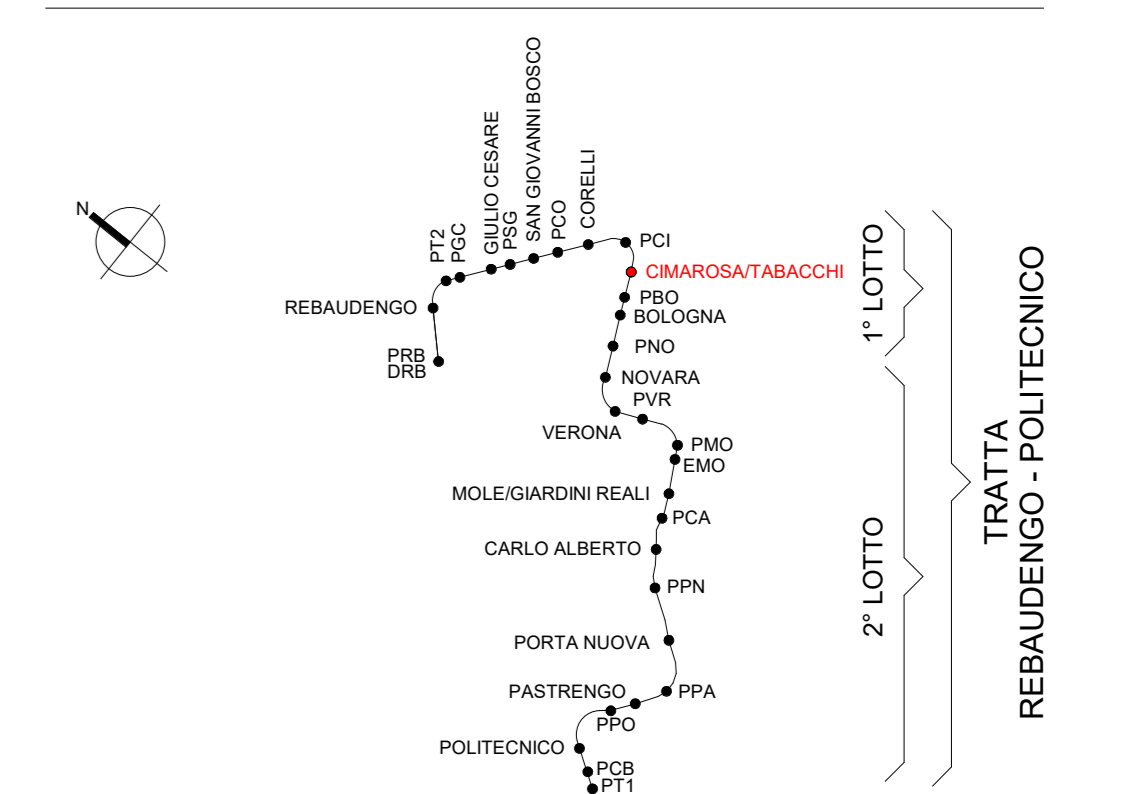 N
REBAUDENGO
PRB
DRB
PT2
PGC
GIULIO CESARE
PSG
SAN GIOVANNI BOSCO
PCO
CORELLI
PCI
CIMAROSA/TABACCHI
PBO
BOLOGNA
PNO
NOVARA
PVR
VERONA
PMO
EMO
MOLE/GIARDINI REALI
PCA
CARLO ALBERTO
PPN
PORTA NUOVA
PPA
PASTRENGO
PPO
POLITECNICO
PCB
PT1
1° LOTTO
2° LOTTO
TRATTA
REBAUDENGO - POLITECNICO